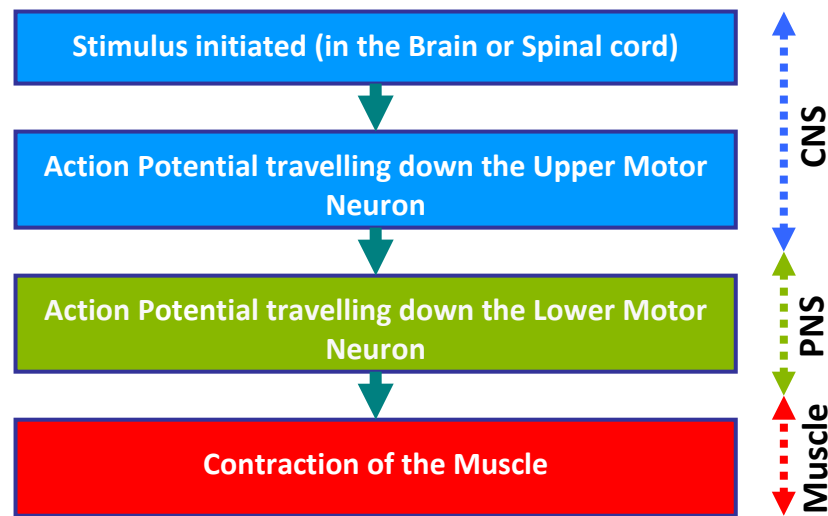 Stimulus initiated (in the Brain or Spinal cord)
Action Potential travelling down the Upper Motor
Neuron
Action Potential travelling down the Lower Motor
Neuron
Contraction of the Muscle
CNS
PNS
Muscle